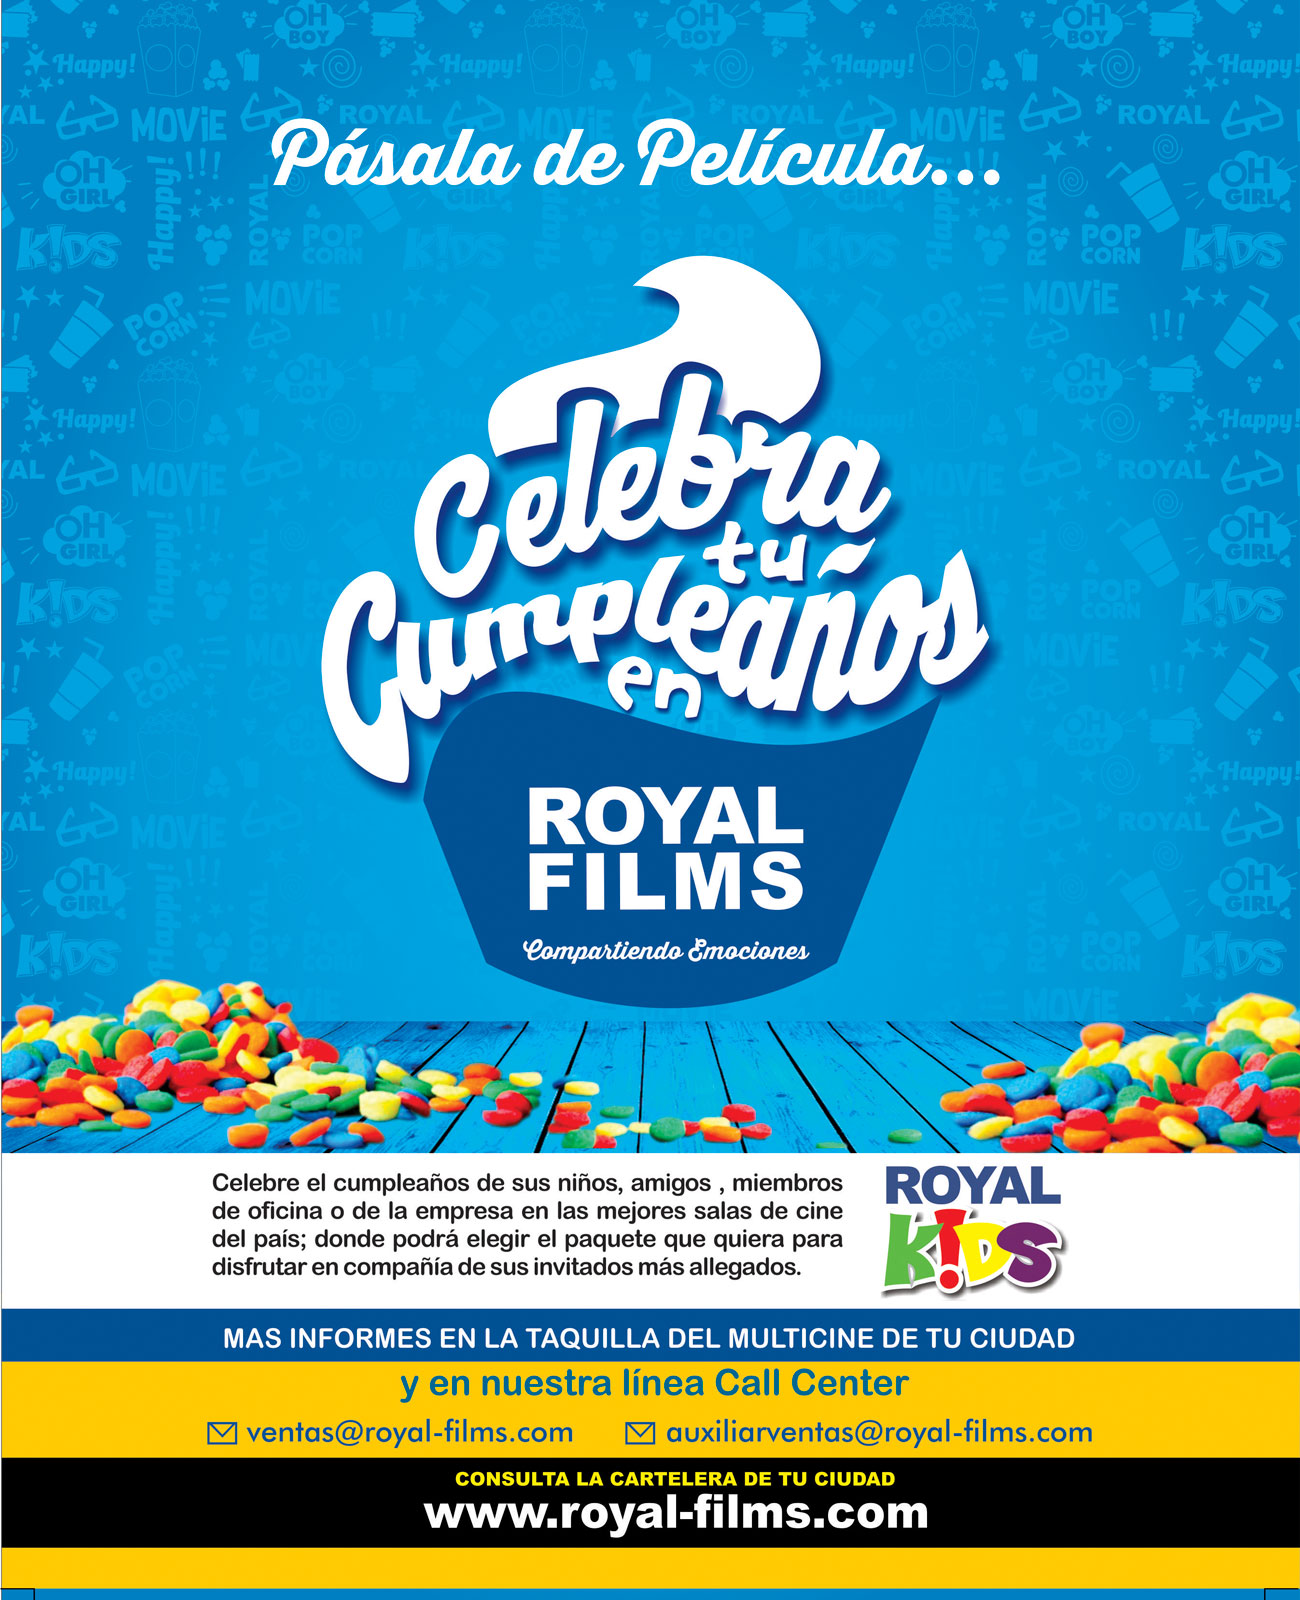 Pásala de Película...
Celebra
tu
Cumpleaños
en
ROYAL
FILMS
Compartiendo Emociones
Celebre el cumpleaños de sus niños, amigos , miembros
de oficina o de la empresa en las mejores salas de cine
del país; donde podrá elegir el paquete que quiera para
disfrutar en compañía de sus invitados más allegados.
ROYAL
K!DS
MAS INFORMES EN LA TAQUILLA DEL MULTICINE DE TU CIUDAD
y en nuestra línea Call Center
ventas@royal-films.com auxiliarventas@royal-films.com
CONSULTA LA CARTELERA DE TU CIUDAD
www.royal-films.com